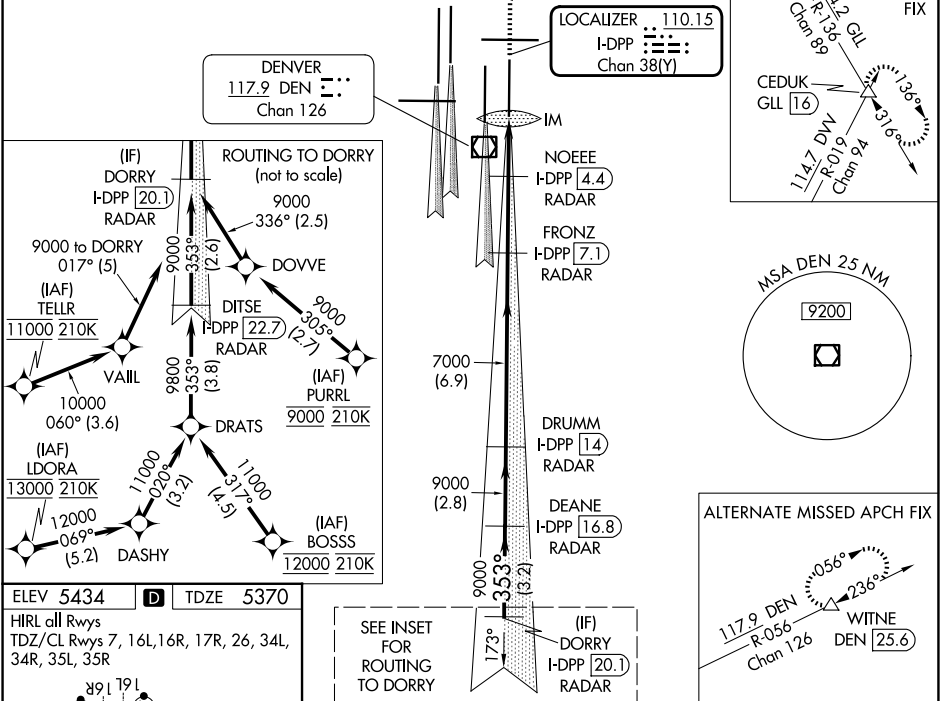 LOCALIZER 110.15
I-DPP
Chan 38(Y)
4.2 GLL
R-136
Chan 89
FIX
CEDUK
GLL 16
136°
316°
114.7 DVV
R-019
Chan 94
DENVER
117.9 DEN
Chan 126
IM
NOEEE
I-DPP 4.4
RADAR
FRONZ
I-DPP 7.1
RADAR
7000
(6.9)
DRUMM
I-DPP 14
RADAR
9000
(2.8)
DEANE
I-DPP 16.8
RADAR
9000
353°
(3.2)
173°
(IF)
DORRY
I-DPP 20.1
RADAR
SEE INSET
FOR
ROUTING
TO DORRY
ROUTING TO DORRY
(not to scale)
(IF)
DORRY
I-DPP 20.1
RADAR
9000
336° (2.5)
9000 to DORRY
017° (5)
9000
353°
(2.6)
DOVVE
(IAF)
TELLR
11000 210K
DITSE
I-DPP 22.7
RADAR
9000
305°
(2.7)
VAIIL
9800
353°
(3.8)
(IAF)
PURRL
9000 210K
10000
060° (3.6)
DRATS
(IAF)
LDORA
13000 210K
11000
020°
(3.2)
11000
317°
(4.5)
12000
069°
(5.2)
DASHY
(IAF)
BOSSS
12000 210K
MSA DEN 25 NM
9200
ALTERNATE MISSED APCH FIX
056°
236°
117.9 DEN
R-056
Chan 126
WITNE
DEN 25.6
ELEV 5434 D TDZE 5370
HIRL all Rwys
TDZ/CL Rwys 7, 16L, 16R, 17R, 26, 34L,
34R, 35L, 35R
16R 16L